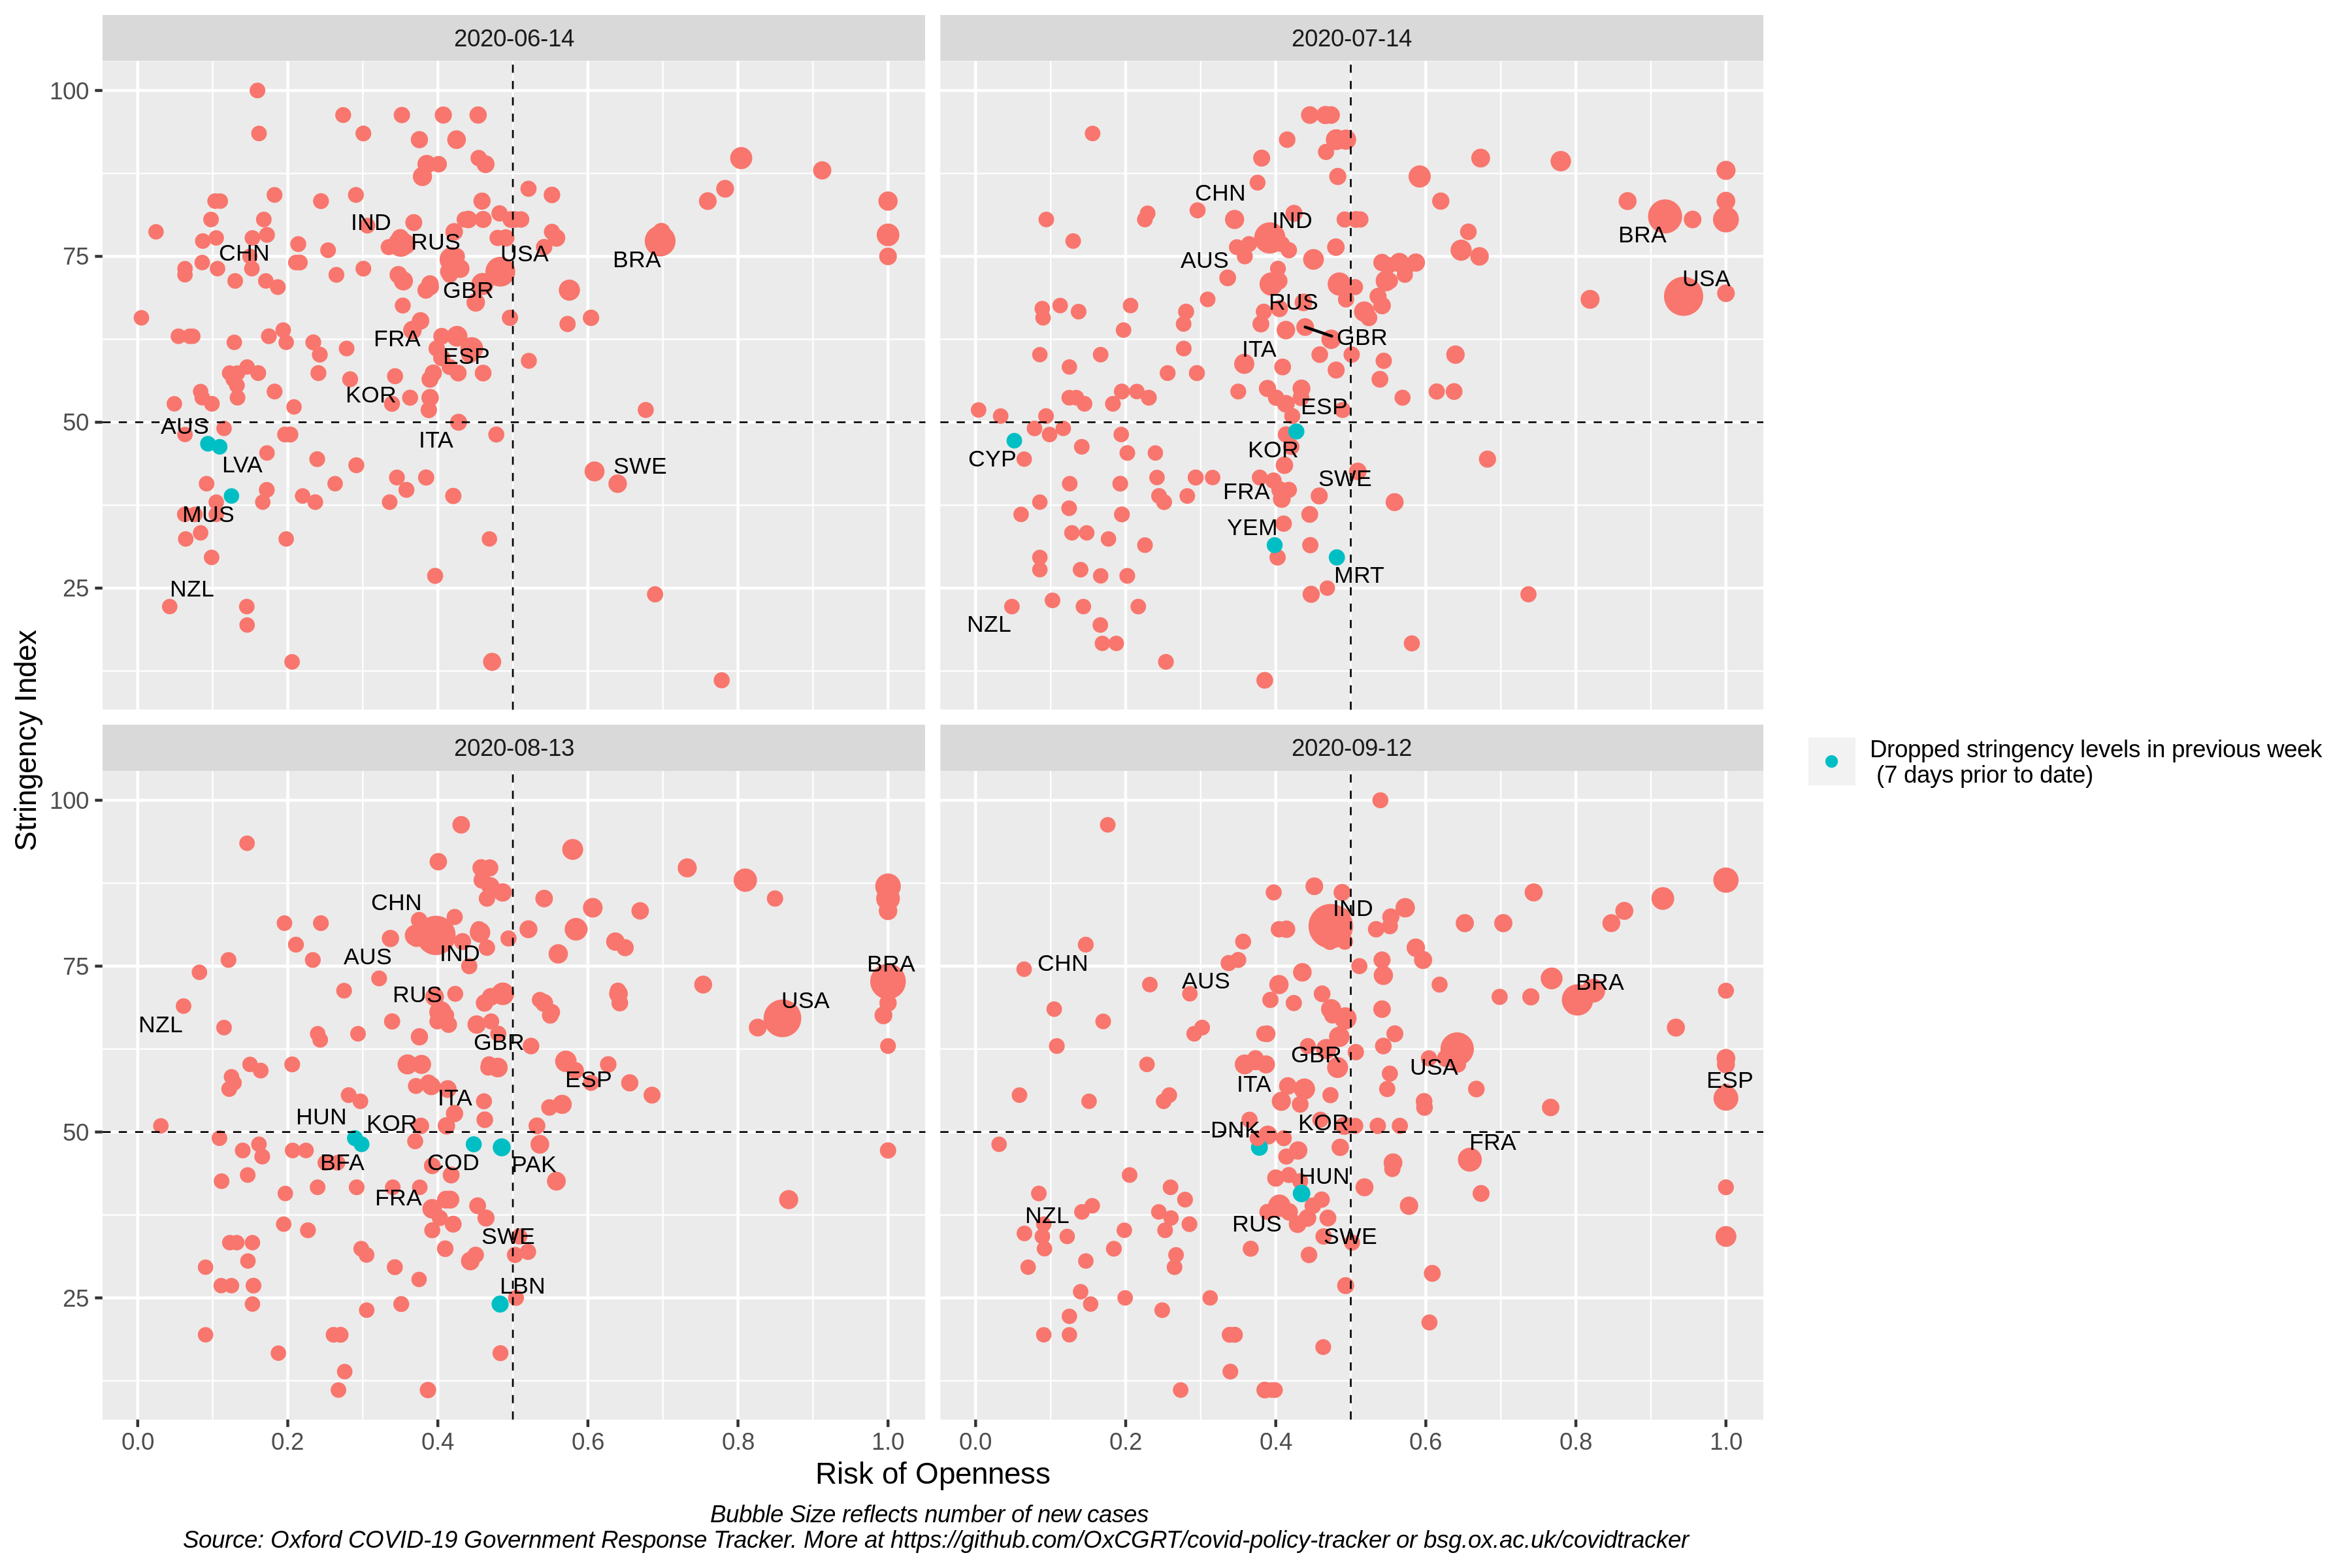 2020-06-14
2020-07-14
100
75
50
25
IND
RUS
CHN
USA
BRA
GBR
FRA
ESP
KOR
AUS
ITA
LVA
SWE
MUS
NZL
CHN
IND
BRA
AUS
USA
RUS
GBR
ITA
ESP
KOR
CYP
SWE
FRA
YEM
MRT
NZL
Stringency Index
2020-08-13
2020-09-12
100
75
50
25
CHN
AUS
IND
BRA
RUS
USA
NZL
GBR
ESP
ITA
HUN
KOR
BFA
COD
PAK
FRA
SWE
LBN
IND
CHN
AUS
BRA
GBR
USA
ITA
ESP
DNK
KOR
FRA
HUN
NZL
RUS
SWE
0.0 0.2 0.4 0.6 0.8 1.0
0.0 0.2 0.4 0.6 0.8 1.0
Risk of Openness
Dropped stringency levels in previous week
(7 days prior to date)
Bubble Size reflects number of new cases
Source: Oxford COVID-19 Government Response Tracker. More at https://github.com/OxCGRT/covid-policy-tracker or bsg.ox.ac.uk/covidtracker